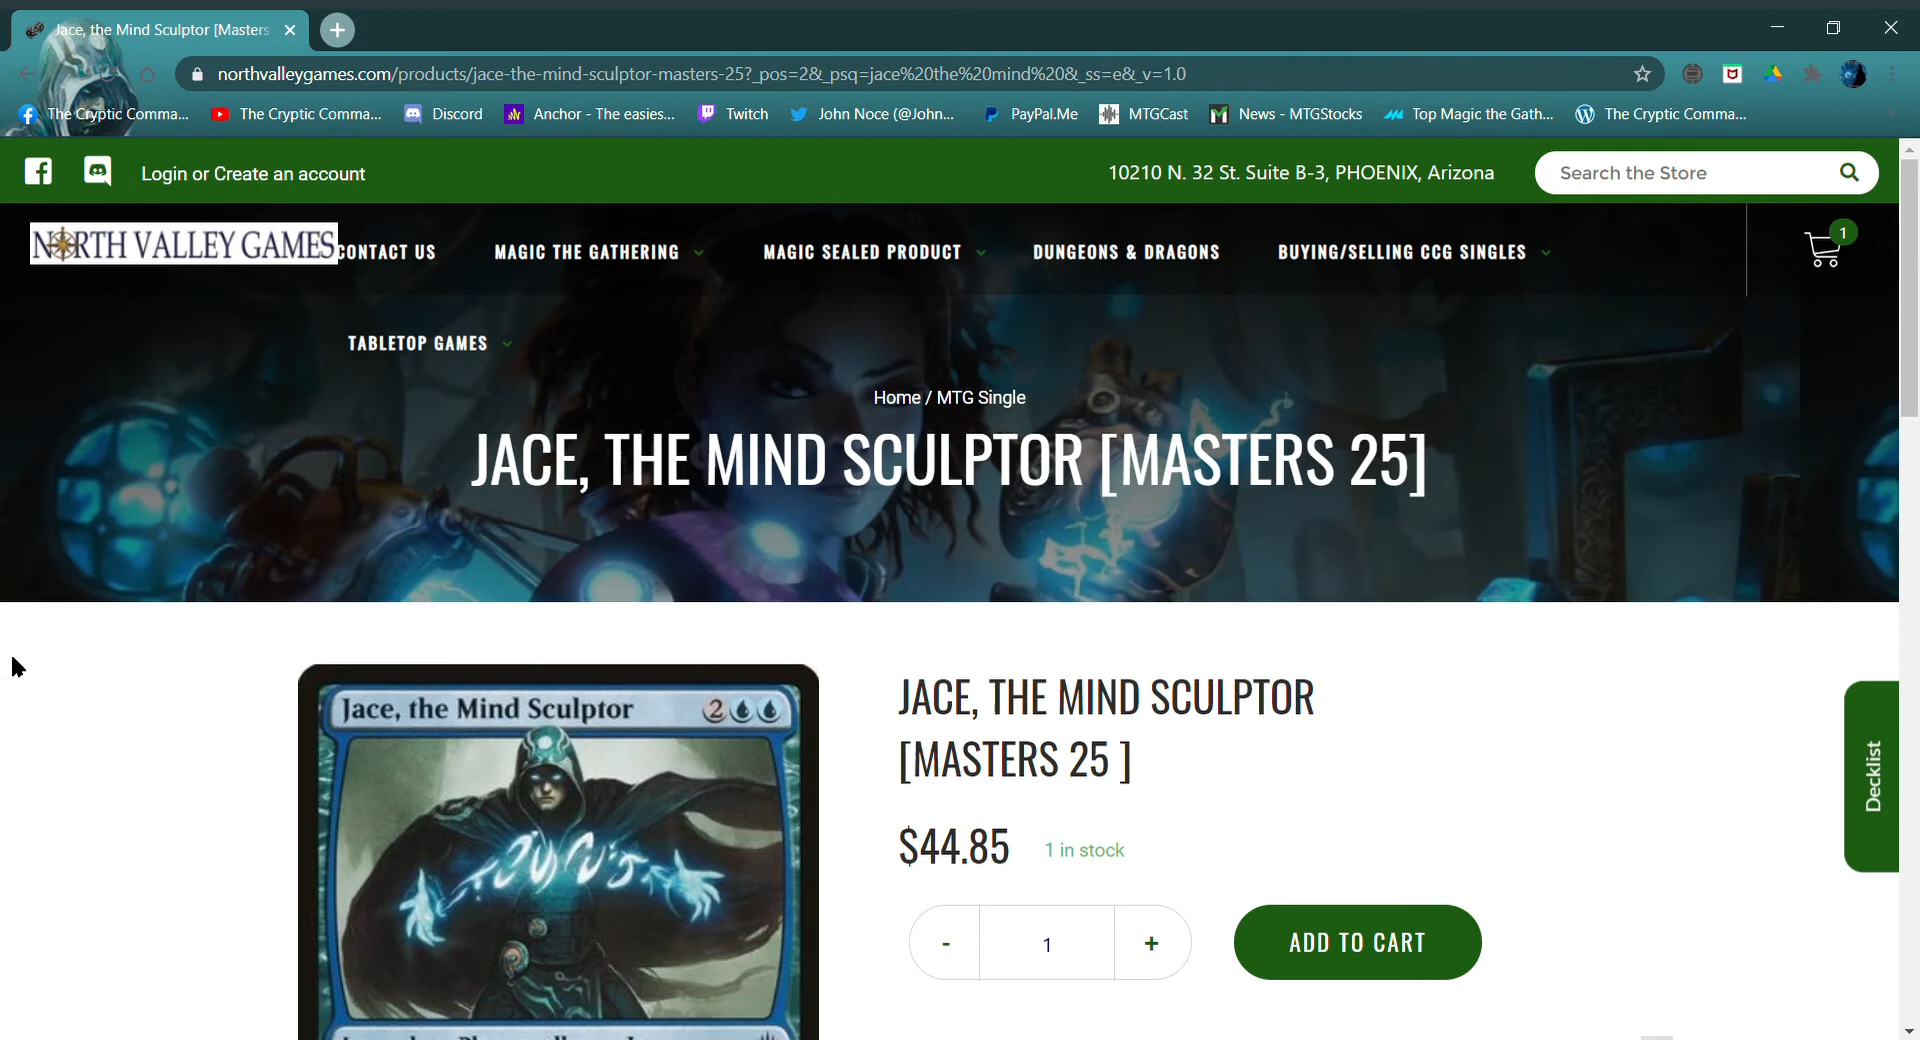 Jace, the Mind Sculptor [Masters
northvalleygames.com/products/jace-the-mind-sculptor-masters-25?_pos=2&_psq=jace%20the%20mind%20&_ss=e&_v=1.0
The Cryptic Comma... The Cryptic Comma... Discord Anchor - The easies... Twitch John Noce (@John... PayPal.Me MTGCast News - MTGStocks Top Magic the Gath... The Cryptic Comma...
Login or Create an account 10210 N. 32 St. Suite B-3, PHOENIX, Arizona Search the Store
NORTH VALLEY GAMES CONTACT US MAGIC THE GATHERING MAGIC SEALED PRODUCT DUNGEONS & DRAGONS BUYING/SELLING CCG SINGLES 1
TABLETOP GAMES
Home / MTG Single
JACE, THE MIND SCULPTOR [MASTERS 25]
Jace, the Mind Sculptor 2
JACE, THE MIND SCULPTOR
[MASTERS 25 ]
$44.85 1 in stock
- 1 + ADD TO CART
Decklist